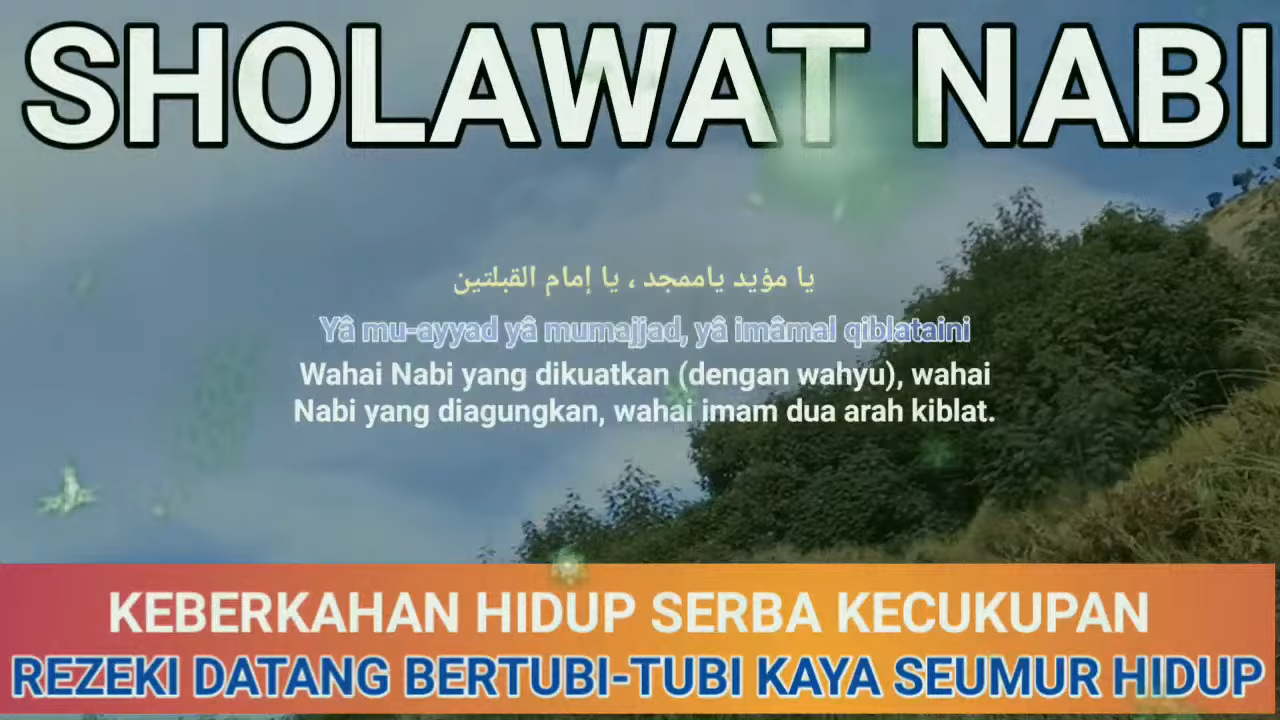 SHOLAWAT NABI
يا مؤيد ياممجد ، يا إمام القبلتين
Yâ mu-ayyad yâ mumajjad, yâ imâmal qiblataini
Wahai Nabi yang dikuatkan (dengan wahyu), wahai
Nabi yang diagungkan, wahai imam dua arah kiblat.
KEBERKAHAN HIDUP SERBA KECUKUPAN
REZEKI DATANG BERTUBI-TUBI KAYA SEUMUR HIDUP